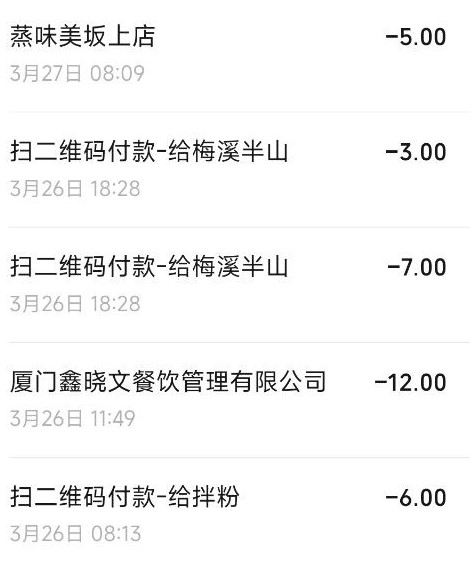 蒸味美坂上店
-5.00
3月27日 08:09
扫二维码付款-给梅溪半山
-3.00
3月26日 18:28
扫二维码付款-给梅溪半山
-7.00
3月26日 18:28
厦门鑫晓文餐饮管理有限公司
-12.00
3月26日 11:49
扫二维码付款-给拌粉
-6.00
3月26日 08:13